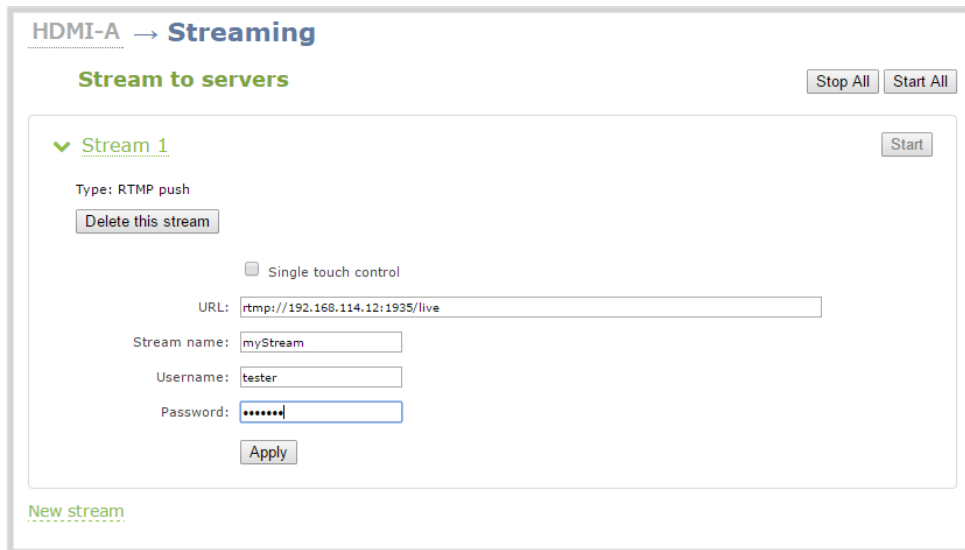 HDMI-A → Streaming
Stream to servers
Stop All
Start All
Stream 1
Start
Type: RTMP push
Delete this stream
Single touch control
URL: rtmp://192.168.114.12:1935/live
Stream name: myStream
Username: tester
Password: •••••••
Apply
New stream